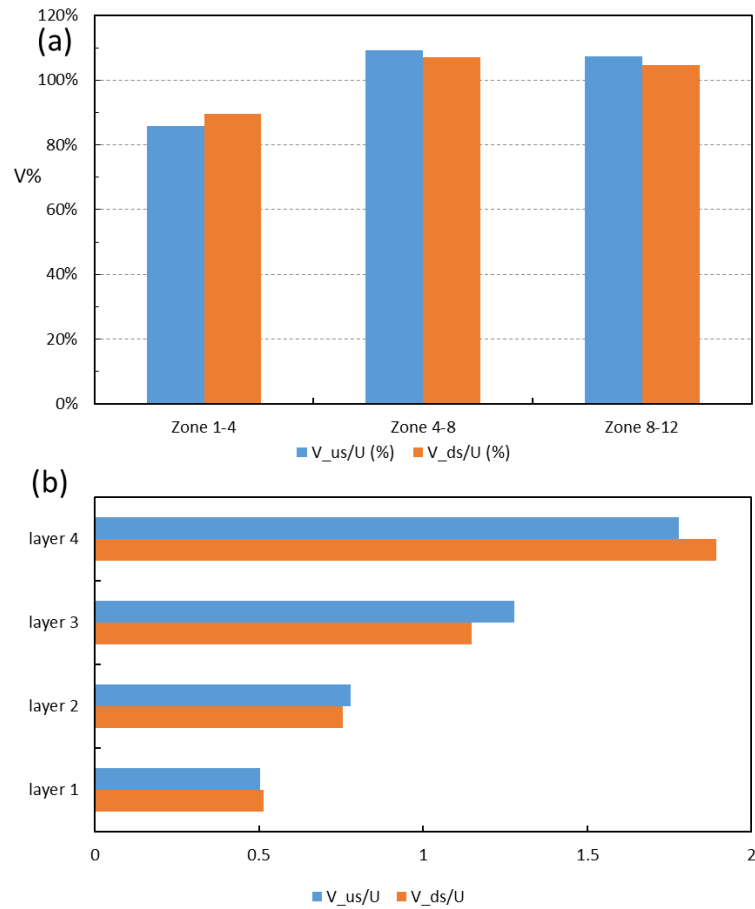 (a)
120%
100%
80%
V%
60%
40%
20%
0%
Zone 1-4 Zone 4-8 Zone 8-12
V_us/U (%) V_ds/U (%)
(b)
layer 4
layer 3
layer 2
layer 1
0 0.5 1 1.5 2
V_us/U V_ds/U